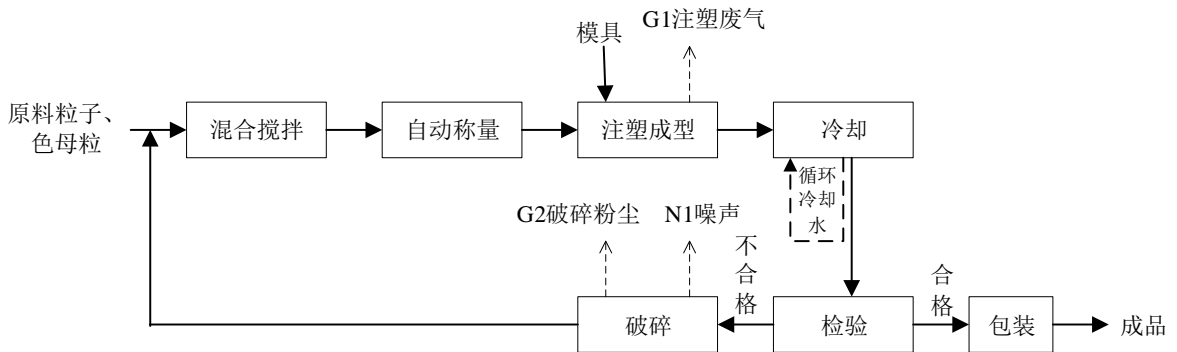 G1注塑废气
模具
原料粒子、
色母粒
混合搅拌
自动称量
注塑成型
冷却
循环
冷却
水
G2破碎粉尘
N1噪声
不
合
格
合
格
破碎
检验
包装
成品